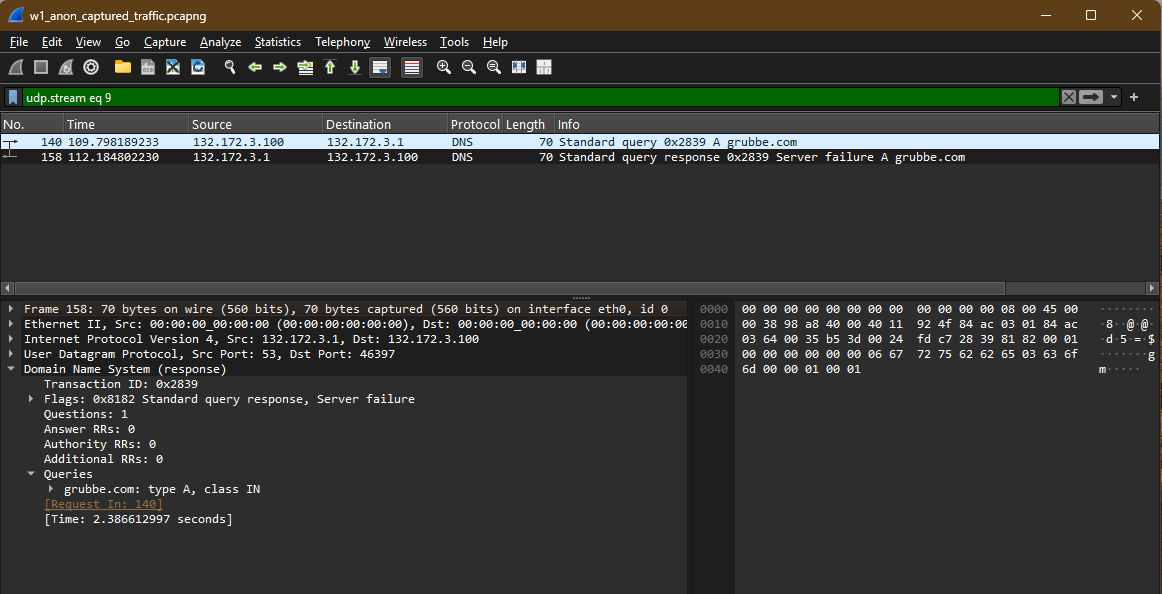 w1_anon_captured_traffic.pcapng
File Edit View Go Capture Analyze Statistics Telephony Wireless Tools Help
udp.stream eq 9
No. Time Source Destination Protocol Length Info
140 109.798189233 132.172.3.100 132.172.3.1 DNS 70 Standard query 0x2839 A grubbe.com
158 112.184802230 132.172.3.1 132.172.3.100 DNS 70 Standard query response 0x2839 Server failure A grubbe.com
Frame 158: 70 bytes on wire (560 bits), 70 bytes captured (560 bits) on interface eth0, id 0
Ethernet II, Src: 00:00:00_00:00:00 (00:00:00:00:00:00), Dst: 00:00:00_00:00:00 (00:00:00:00:00:00
Internet Protocol Version 4, Src: 132.172.3.1, Dst: 132.172.3.100
User Datagram Protocol, Src Port: 53, Dst Port: 46397
Domain Name System (response)
Transaction ID: 0x2839
Flags: 0x8182 Standard query response, Server failure
Questions: 1
Answer RRs: 0
Authority RRs: 0
Additional RRs: 0
Queries
grubbe.com: type A, class IN
[Request In: 140]
[Time: 2.386612997 seconds]
0000 00 00 00 00 00 00 00 00 00 00 00 00 08 00 45 00 ········
0010 00 38 98 a8 40 00 40 11 92 4f 84 ac 03 01 84 ac ·8··@·@·
0020 03 64 00 35 b5 3d 00 24 fd c7 28 39 81 82 00 01 ·d·5·=·$
0030 00 00 00 00 00 00 06 67 72 75 62 62 65 03 63 6f ·······g
0040 6d 00 00 01 00 01 m·····